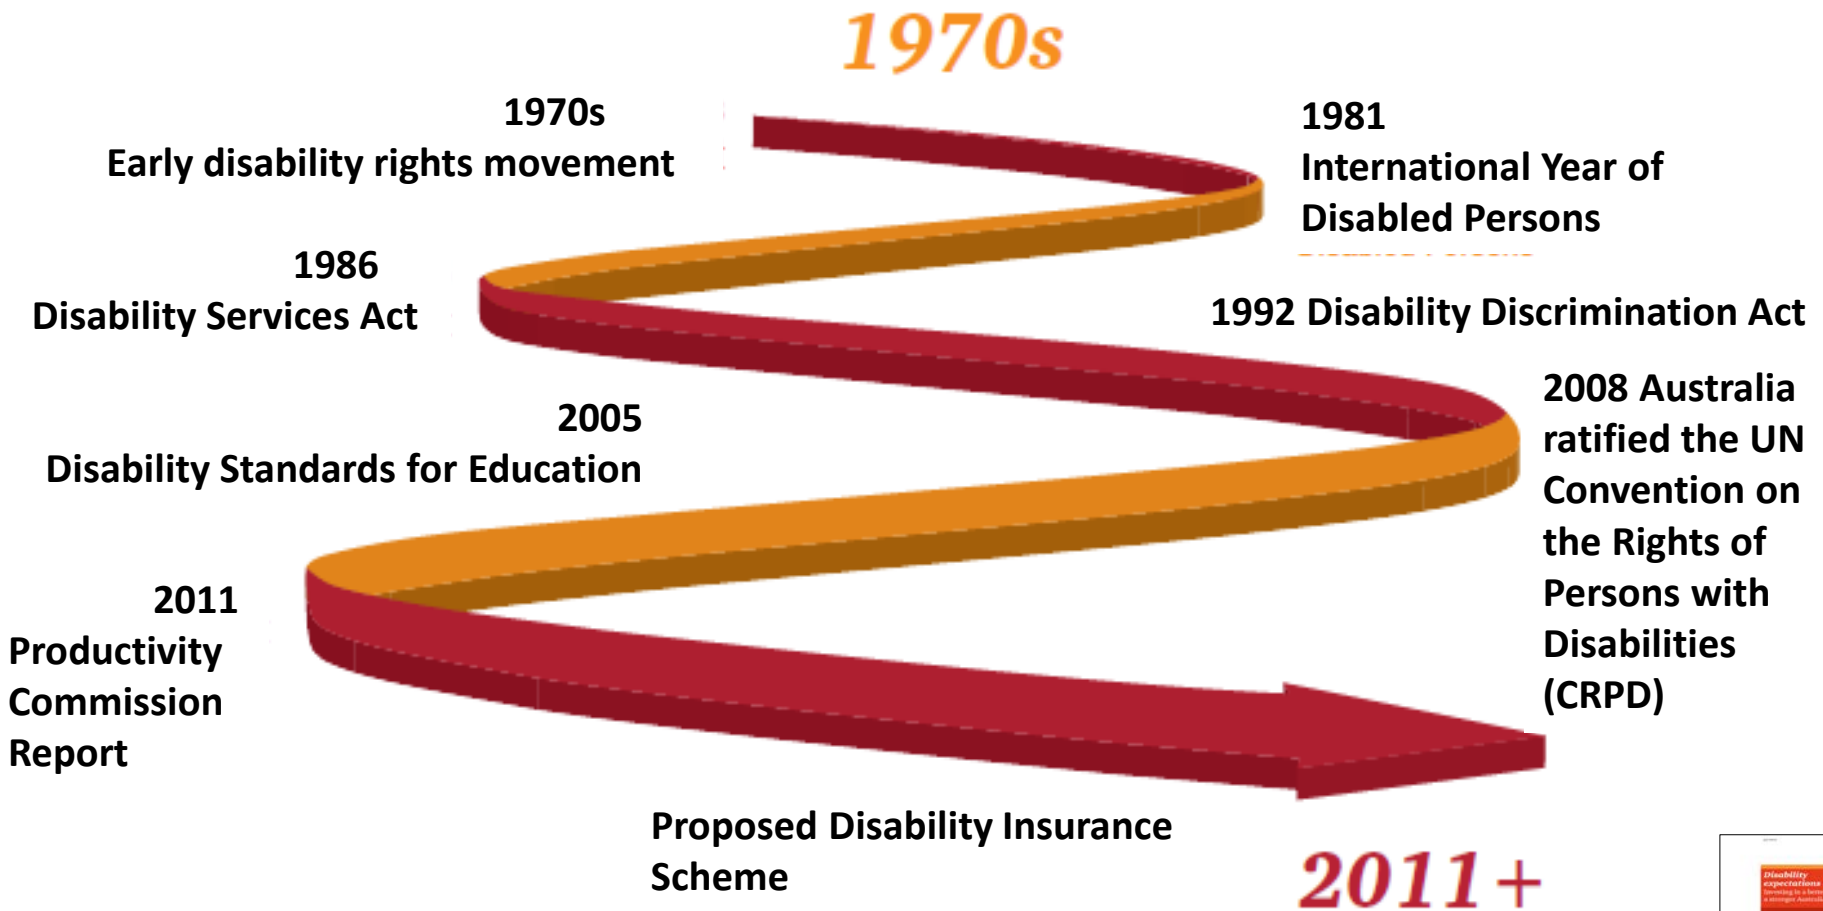 1970s
1970s
Early disability rights movement
1981
International Year of
Disabled Persons
1986
Disability Services Act
1992 Disability Discrimination Act
2005
Disability Standards for Education
2008 Australia
ratified the UN
Convention on
the Rights of
Persons with
Disabilities
(CRPD)
2011
Productivity
Commission
Report
Proposed Disability Insurance
Scheme
2011+
Disability
expectations